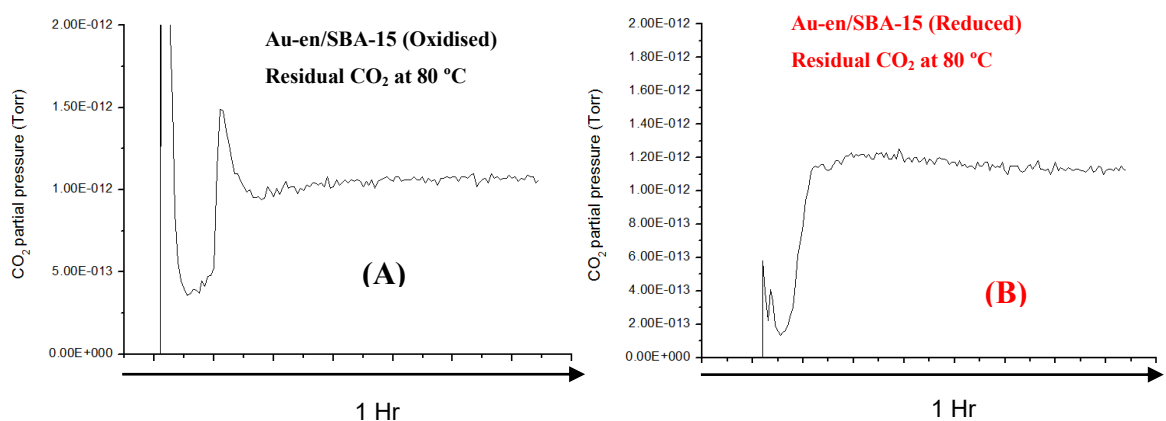 Au-en/SBA-15 (Oxidised)
Residual CO₂ at 80 ºC
CO₂ partial pressure (Torr)
2.00E-012
1.50E-012
1.00E-012
5.00E-013
0.00E+000
(A)
1 Hr
Au-en/SBA-15 (Reduced)
Residual CO₂ at 80 ºC
CO₂ partial pressure (Torr)
2.00E-012
1.80E-012
1.60E-012
1.40E-012
1.20E-012
1.00E-012
8.00E-013
6.00E-013
4.00E-013
2.00E-013
0.00E+000
(B)
1 Hr